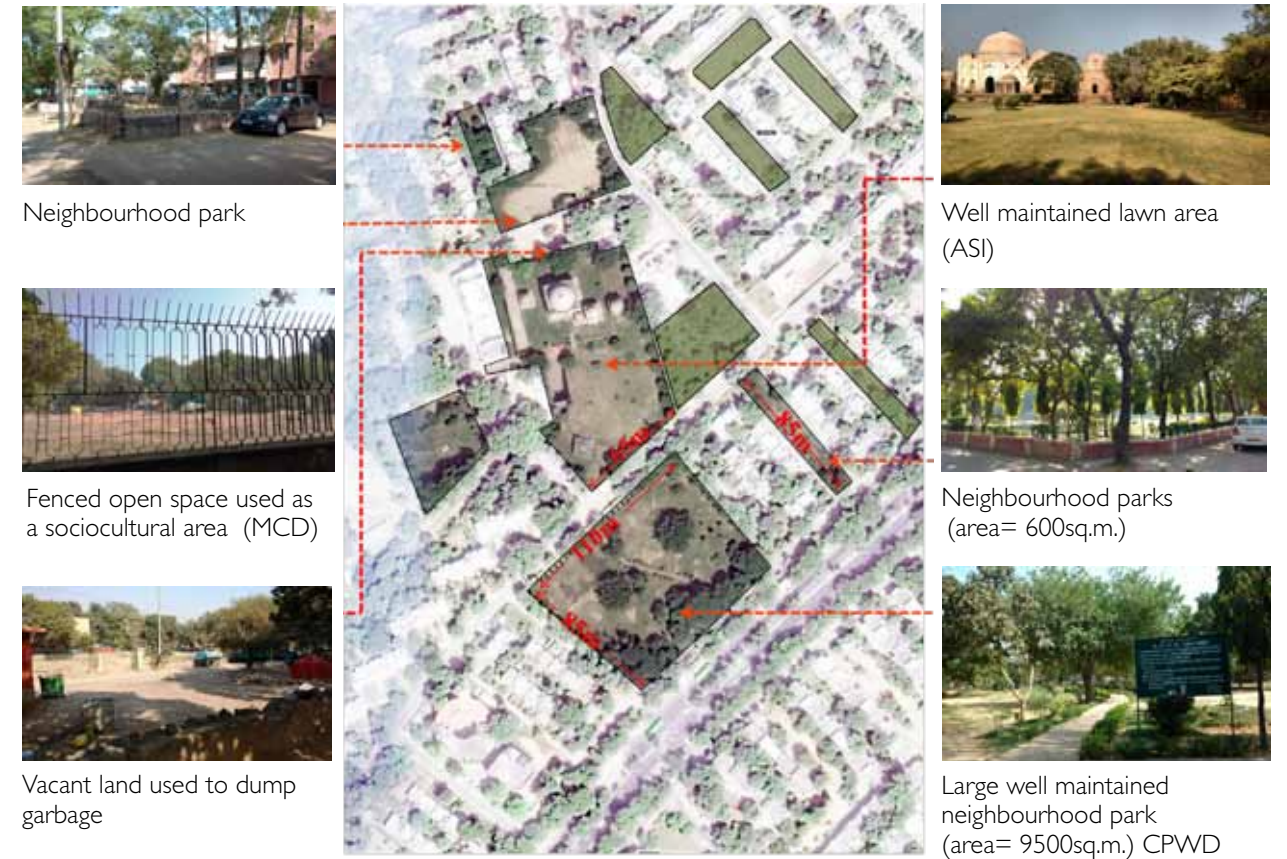 Neighbourhood park
Fenced open space used as
a sociocultural area (MCD)
Vacant land used to dump
garbage
110m
85m
85m
Well maintained lawn area
(ASI)
Neighbourhood parks
(area= 600sq.m.)
Large well maintained
neighbourhood park
(area= 9500sq.m.) CPWD